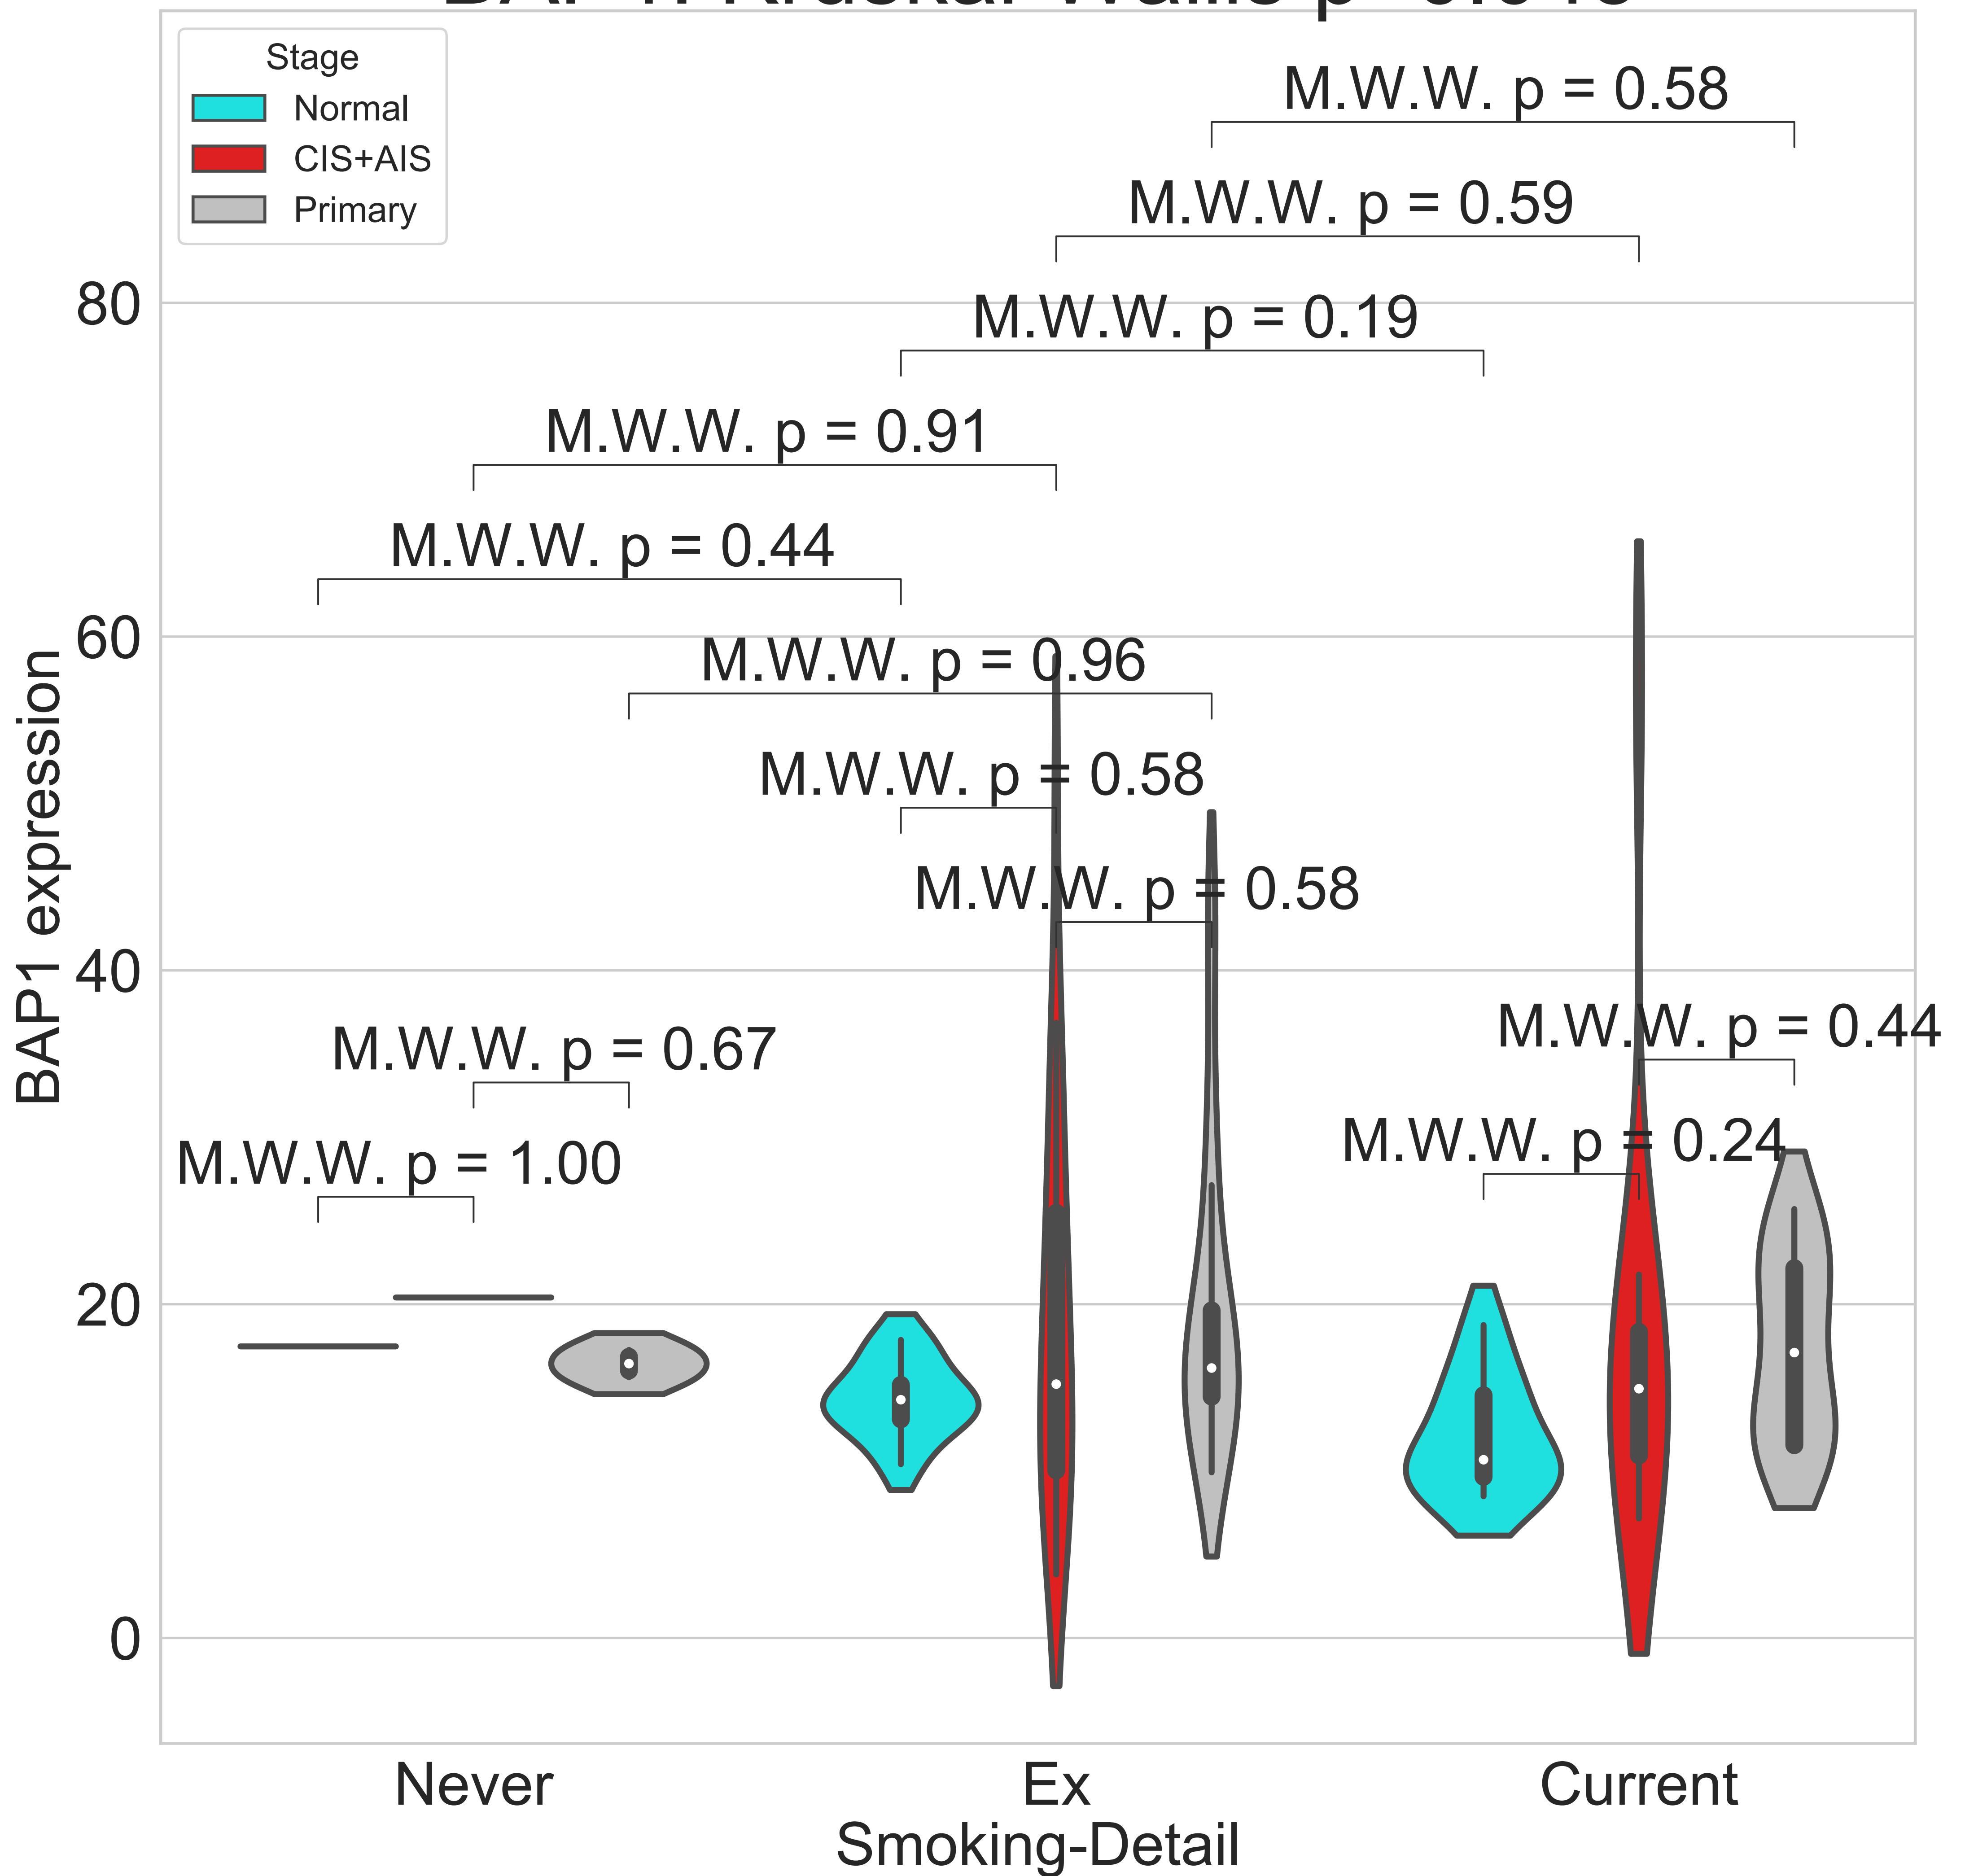 Stage
Normal
CIS+AIS
Primary
M.W.W. p = 0.58
M.W.W. p = 0.59
M.W.W. p = 0.19
M.W.W. p = 0.91
M.W.W. p = 0.44
M.W.W. p = 0.96
M.W.W. p = 0.58
M.W.W. p = 0.58
M.W.W. p = 0.44
M.W.W. p = 0.67
M.W.W. p = 0.24
M.W.W. p = 1.00
80
60
40
20
0
BAP1 expression
Never
Ex
Current
Smoking-Detail